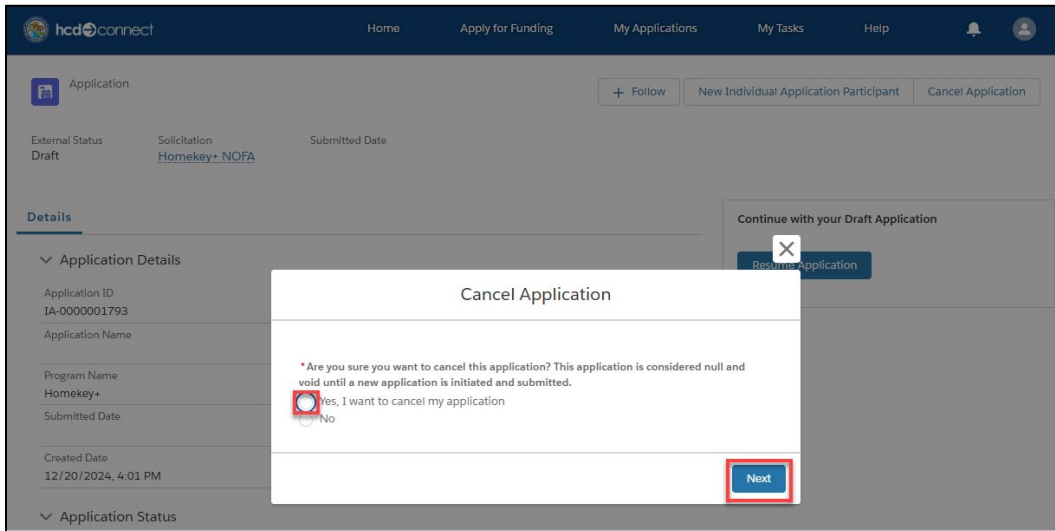 hcd connect Home Apply for Funding My Applications My Tasks Help
Application
+ Follow New Individual Application Participant Cancel Application
External Status Solicitation Submitted Date
Draft Homekey+ NOFA
Details
Continue with your Draft Application
Resume Application
Application Details
Application ID
IA-0000001793
Application Name
Program Name
Homekey+
Submitted Date
Created Date
12/20/2024, 4:01 PM
Application Status
Cancel Application
*Are you sure you want to cancel this application? This application is considered null and
void until a new application is initiated and submitted.
Yes, I want to cancel my application
No
Next